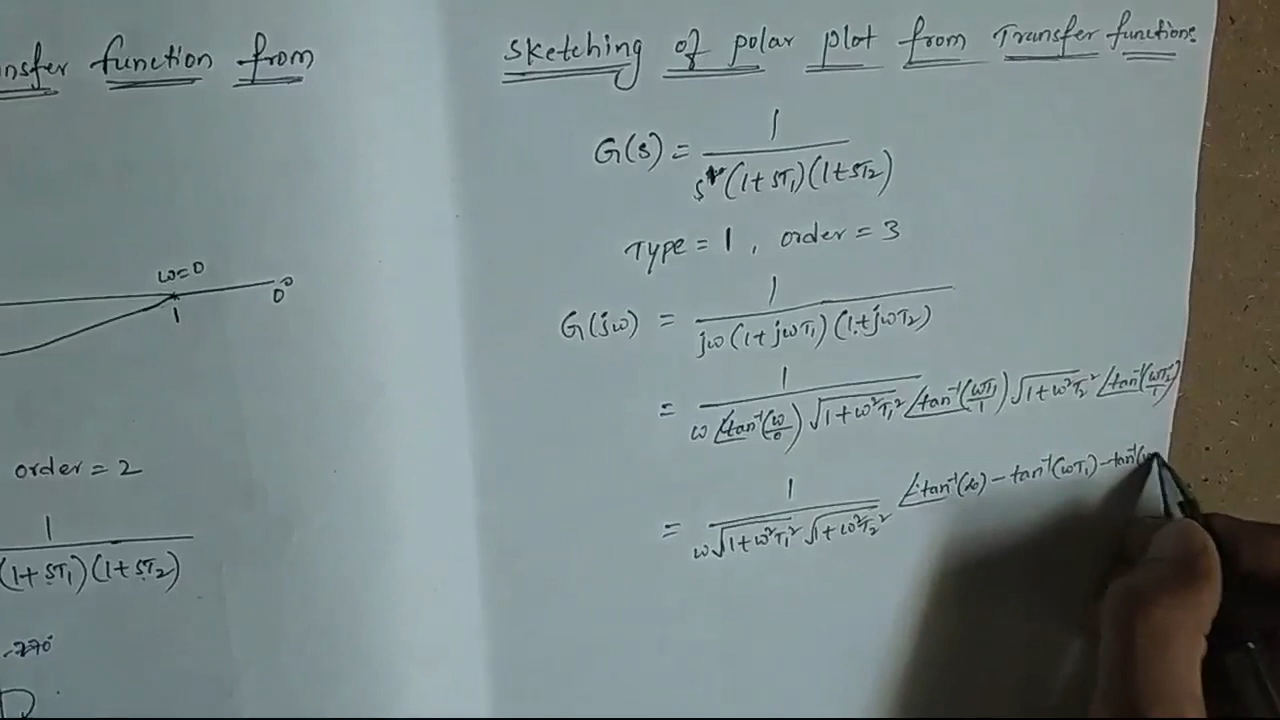 nsfer function from
ω=0
0°
1
order = 2
1
(1+ST₁)(1+ST₂)
-270°
Sketching of polar plot from Transfer functions
G(s) = 1
s (1+ST₁)(1+ST₂)
Type = 1 , order = 3
G(jω) = 1
jω(1+jωT₁)(1+jωT₂)
= 1
ω∠tan⁻¹(ω/0) √1+ω²T₁² ∠tan⁻¹(ωT₁/1) √1+ω²T₂² ∠tan⁻¹(ωT₂/1)
= 1 ∠-tan⁻¹(∞) - tan⁻¹(ωT₁) - tan⁻¹(
ω√1+ω²T₁² √1+ω²T₂²